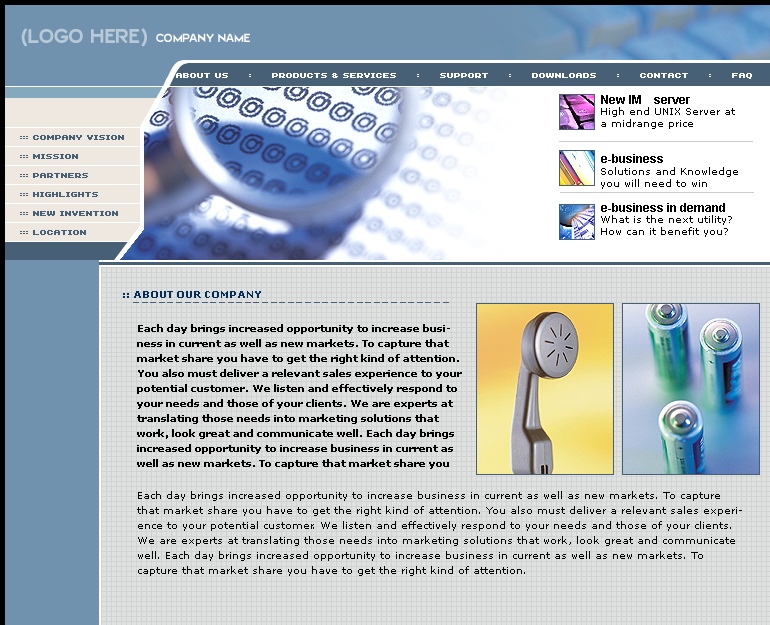 (LOGO HERE) COMPANY NAME
ABOUT US : PRODUCTS & SERVICES : SUPPORT : DOWNLOADS : CONTACT : FAQ
::: COMPANY VISION
::: MISSION
::: PARTNERS
::: HIGHLIGHTS
::: NEW INVENTION
::: LOCATION
New IM server
High end UNIX Server at
a midrange price
e-business
Solutions and Knowledge
you will need to win
e-business in demand
What is the next utility?
How can it benefit you?
:: ABOUT OUR COMPANY
Each day brings increased opportunity to increase busi-
ness in current as well as new markets. To capture that
market share you have to get the right kind of attention.
You also must deliver a relevant sales experience to your
potential customer. We listen and effectively respond to
your needs and those of your clients. We are experts at
translating those needs into marketing solutions that
work, look great and communicate well. Each day brings
increased opportunity to increase business in current as
well as new markets. To capture that market share you
Each day brings increased opportunity to increase business in current as well as new markets. To capture
that market share you have to get the right kind of attention. You also must deliver a relevant sales experi-
ence to your potential customer. We listen and effectively respond to your needs and those of your clients.
We are experts at translating those needs into marketing solutions that work, look great and communicate
well. Each day brings increased opportunity to increase business in current as well as new markets. To
capture that market share you have to get the right kind of attention.